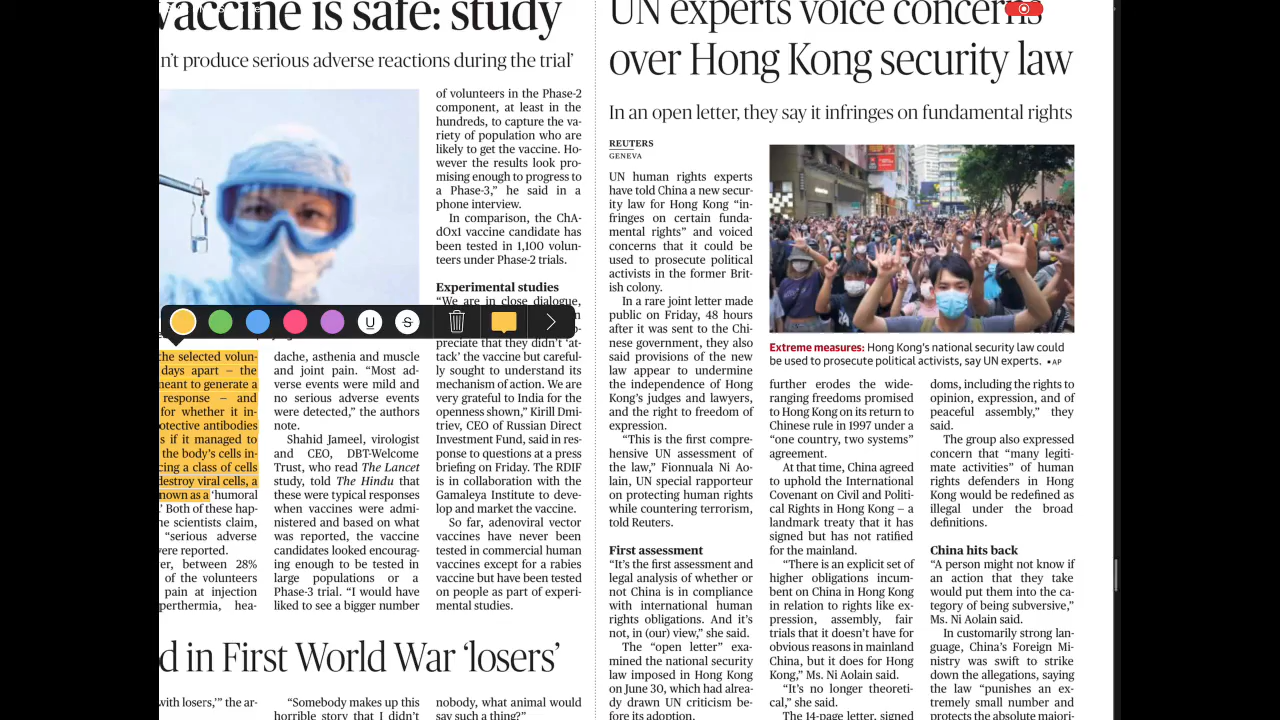 vaccine is safe: study
n't produce serious adverse reactions during the trial'
of volunteers in the Phase-2
component, at least in the
hundreds, to capture the va-
riety of population who are
likely to get the vaccine. Ho-
wever the results look pro-
mising enough to progress to
a Phase-3,” he said in a
phone interview.
In comparison, the ChA-
dOx1 vaccine candidate has
been tested in 1,100 volun-
teers under Phase-2 trials.
Experimental studies
“We are in close dialogue,
preciate that they didn't ‘at-
tack’ the vaccine but careful-
ly sought to understand its
mechanism of action. We are
very grateful to India for the
openness shown,” Kirill Dmi-
triev, CEO of Russian Direct
Investment Fund, said in res-
ponse to questions at a press
briefing on Friday. The RDIF
is in collaboration with the
Gamaleya Institute to deve-
lop and market the vaccine.
So far, adenoviral vector
vaccines have never been
tested in commercial human
vaccines except for a rabies
vaccine but have been tested
on people as part of experi-
mental studies.
U S
the selected volun-
days apart — the
meant to generate a
response — and
for whether it in-
otective antibodies
s if it managed to
the body's cells in-
cing a class of cells
destroy viral cells, a
nown as a ‘humoral
.’ Both of these hap-
he scientists claim,
“serious adverse
vere reported.
er, between 28%
of the volunteers
pain at injection
perthermia, hea-
dache, asthenia and muscle
and joint pain. “Most ad-
verse events were mild and
no serious adverse events
were detected,” the authors
note.
Shahid Jameel, virologist
and CEO, DBT-Welcome
Trust, who read The Lancet
study, told The Hindu that
these were typical responses
when vaccines were admi-
nistered and based on what
was reported, the vaccine
candidates looked encourag-
ing enough to be tested in
large populations or a
Phase-3 trial. “I would have
liked to see a bigger number
d in First World War ‘losers’
with losers,’” the ar-
“Somebody makes up this
horrible story that I didn't
nobody, what animal would
say such a thing?”
UN experts voice concerns
over Hong Kong security law
In an open letter, they say it infringes on fundamental rights
REUTERS
GENEVA
UN human rights experts
have told China a new secur-
ity law for Hong Kong “in-
fringes on certain funda-
mental rights” and voiced
concerns that it could be
used to prosecute political
activists in the former Brit-
ish colony.
In a rare joint letter made
public on Friday, 48 hours
after it was sent to the Chi-
nese government, they also
said provisions of the new
law appear to undermine
the independence of Hong
Kong's judges and lawyers,
and the right to freedom of
expression.
“This is the first compre-
hensive UN assessment of
the law,” Fionnuala Ni Ao-
lain, UN special rapporteur
on protecting human rights
while countering terrorism,
told Reuters.
First assessment
“It's the first assessment and
legal analysis of whether or
not China is in compliance
with international human
rights obligations. And it's
not, in (our) view,” she said.
The “open letter” exa-
mined the national security
law imposed in Hong Kong
on June 30, which had alrea-
dy drawn UN criticism be-
fore its adoption.
Extreme measures: Hong Kong's national security law could
be used to prosecute political activists, say UN experts. •AP
further erodes the wide-
ranging freedoms promised
to Hong Kong on its return to
Chinese rule in 1997 under a
“one country, two systems”
agreement.
At that time, China agreed
to uphold the International
Covenant on Civil and Politi-
cal Rights in Hong Kong – a
landmark treaty that it has
signed but has not ratified
for the mainland.
“There is an explicit set of
higher obligations incum-
bent on China in Hong Kong
in relation to rights like ex-
pression, assembly, fair
trials that it doesn't have for
obvious reasons in mainland
China, but it does for Hong
Kong,” Ms. Ni Aolain said.
“It's no longer theoreti-
cal,” she said.
The 14-page letter, signed
doms, including the rights to
opinion, expression, and of
peaceful assembly,” they
said.
The group also expressed
concern that “many legiti-
mate activities” of human
rights defenders in Hong
Kong would be redefined as
illegal under the broad
definitions.
China hits back
“A person might not know if
an action that they take
would put them into the ca-
tegory of being subversive,”
Ms. Ni Aolain said.
In customarily strong lan-
guage, China's Foreign Mi-
nistry was swift to strike
down the allegations, saying
the law “punishes an ex-
tremely small number and
protects the absolute majori-